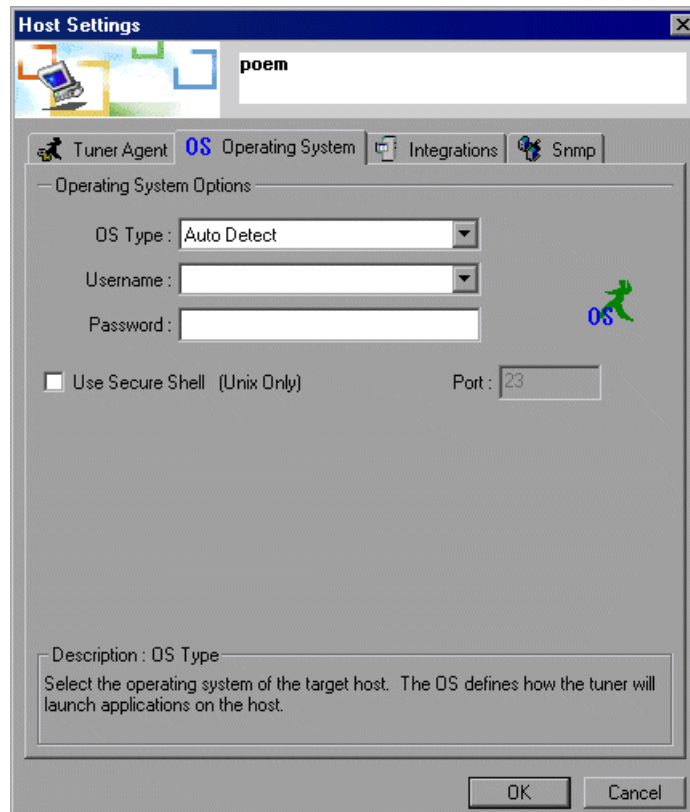 Host Settings
poem
Tuner Agent
OS Operating System
Integrations
Snmp
Operating System Options
OS Type : Auto Detect
Username :
Password :
OS
Use Secure Shell (Unix Only)
Port : 23
Description : OS Type
Select the operating system of the target host. The OS defines how the tuner will
launch applications on the host.
OK
Cancel